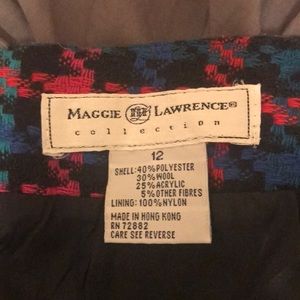 MAGGIE LAWRENCE®
collection
12
SHELL: 40% POLYESTER
30% WOOL
25% ACRYLIC
5% OTHER FIBRES
LINING: 100% NYLON
MADE IN HONG KONG
RN 72882
CARE SEE REVERSE